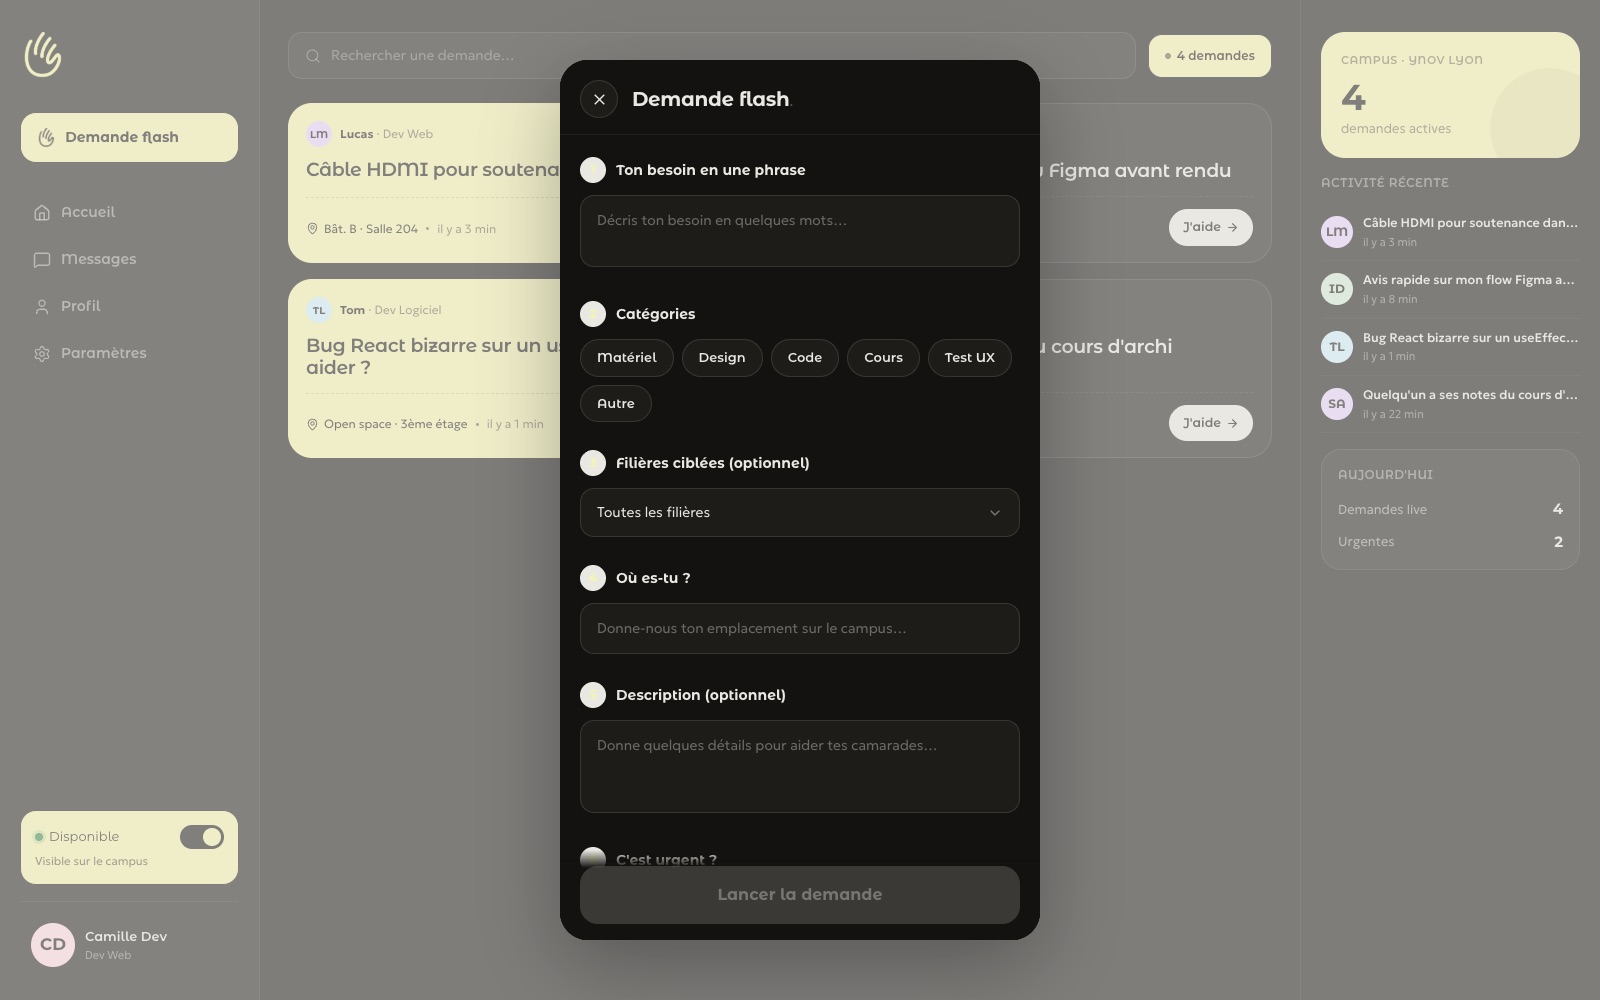 Demande flash
Accueil
Messages
Profil
Paramètres
Disponible
Visible sur le campus
CD
Camille Dev
Dev Web
Rechercher une demande…
4 demandes
LM
Lucas · Dev Web
Câble HDMI pour soutena
Bât. B · Salle 204 • il y a 3 min
Figma avant rendu
J'aide →
TL
Tom · Dev Logiciel
Bug React bizarre sur un us
aider ?
Open space · 3ème étage • il y a 1 min
cours d'archi
J'aide →
Demande flash.
Ton besoin en une phrase
Décris ton besoin en quelques mots…
Catégories
Matériel
Design
Code
Cours
Test UX
Autre
Filières ciblées (optionnel)
Toutes les filières
Où es-tu ?
Donne-nous ton emplacement sur le campus…
Description (optionnel)
Donne quelques détails pour aider tes camarades…
C'est urgent ?
Lancer la demande
CAMPUS · YNOV LYON
4
demandes actives
ACTIVITÉ RÉCENTE
LM
Câble HDMI pour soutenance dan…
il y a 3 min
ID
Avis rapide sur mon flow Figma a…
il y a 8 min
TL
Bug React bizarre sur un useEffec…
il y a 1 min
SA
Quelqu'un a ses notes du cours d'…
il y a 22 min
AUJOURD'HUI
Demandes live 4
Urgentes 2